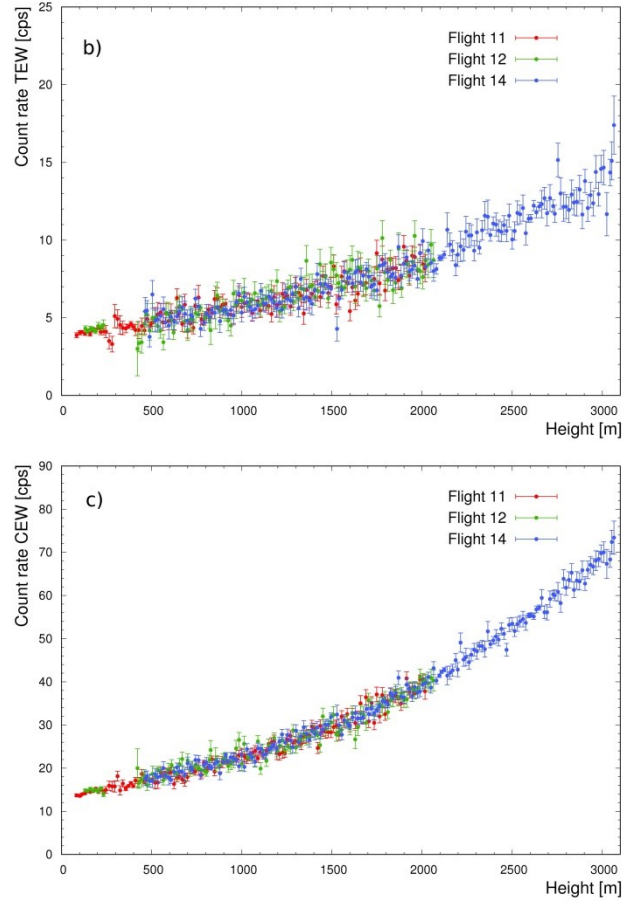 25
20
15
10
5
0
Count rate TEW [cps]
b)
Flight 11
Flight 12
Flight 14
0 500 1000 1500 2000 2500 3000
Height [m]
90
80
70
60
50
40
30
20
10
0
Count rate CEW [cps]
c)
Flight 11
Flight 12
Flight 14
0 500 1000 1500 2000 2500 3000
Height [m]